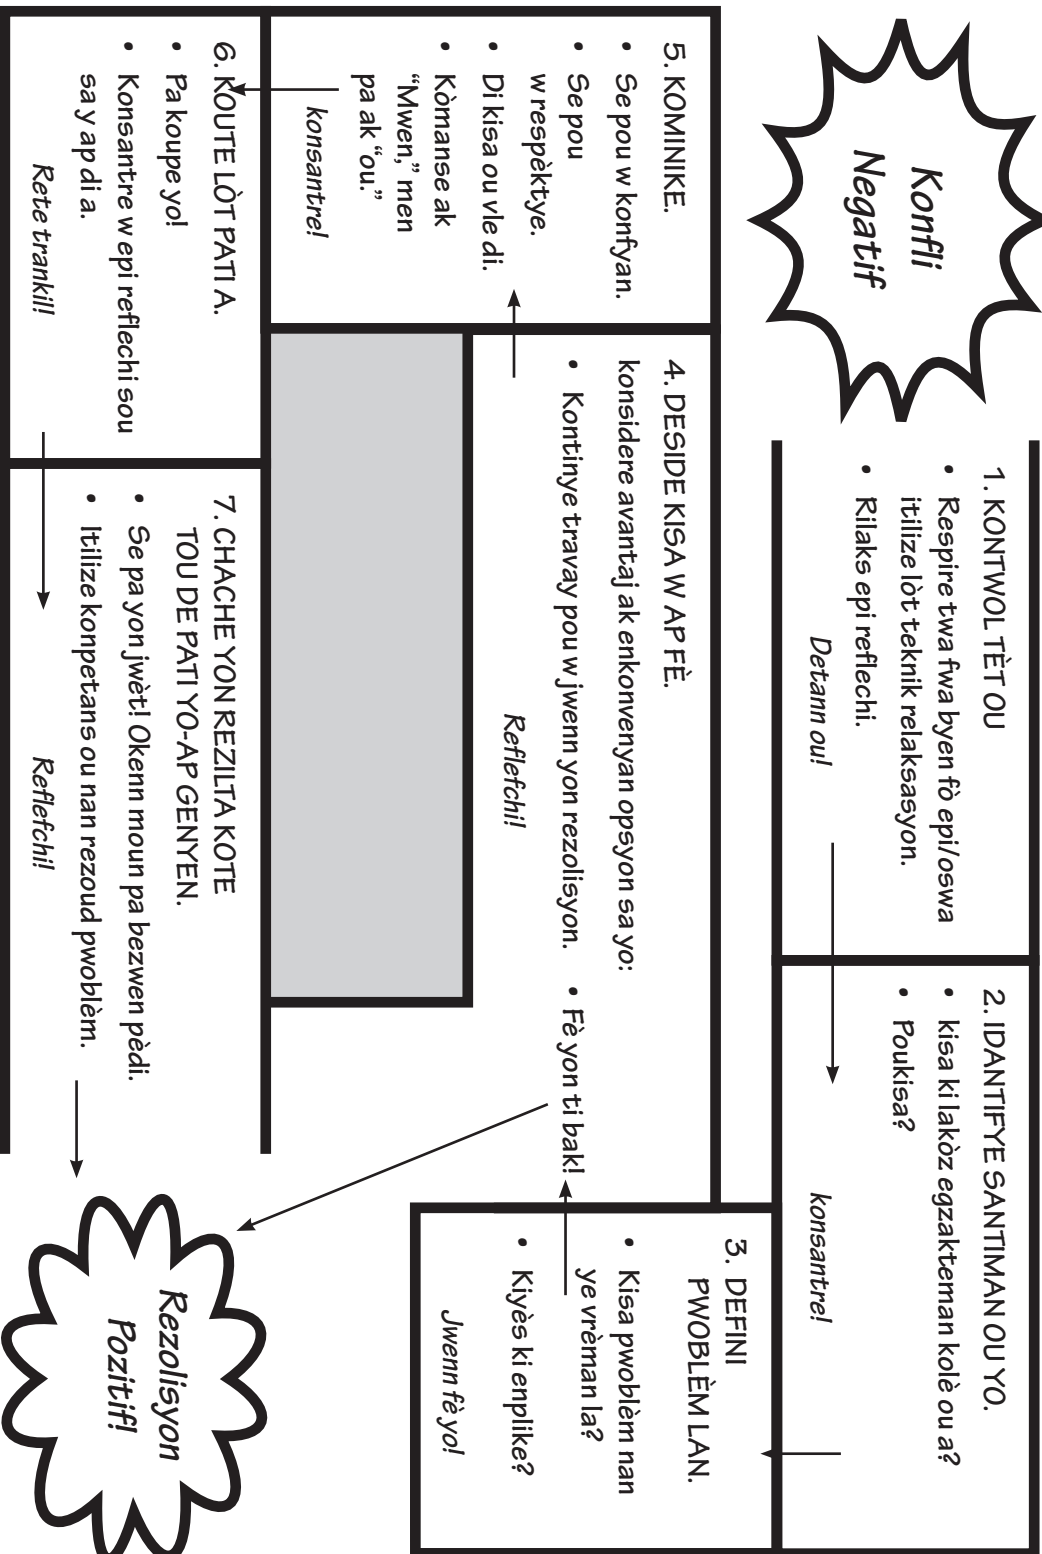 Konfli
Negatif
1. KONTWOL TÈT OU
• Respire twa fwa byen fò epi/oswa
itilize lòt teknik relaksasyon.
• Rilaks epi reflechi.
Detann ou!
2. IDANTIFYE SANTIMAN OU YO.
• kisa ki lakòz egzakteman kolè ou a?
• Poukisa?
konsantre!
3. DEFINI
PWOBLÈM LAN.
• Kisa pwoblèm nan
ye vrèman la?
• Kiyès ki enplike?
Jwenn fè yo!
4. DESIDE KISA W AP FÈ.
konsidere avantaj ak enkonvenyan opsyon sa yo:
• Kontinye travay pou w jwenn yon rezolisyon. • Fè yon ti bak!
Reflefchi!
5. KOMINIKE.
• Se pou w konfyan.
• Se pou
w respèktye.
• Di kisa ou vle di.
• Kòmanse ak
“Mwen,” men
pa ak “ou.”
konsantre!
6. KOUTE LÒT PATI A.
• Pa koupe yo!
• Konsantre w epi reflechi sou
sa y ap di a.
Rete trankil!
7. CHACHE YON REZILTA KOTE
TOU DE PATI YO-AP GENYEN.
• Se pa yon jwèt! Okenn moun pa bezwen pèdi.
• Itilize konpetans ou nan rezoud pwoblèm.
Reflefchi!
Rezolisyon
Pozitif!